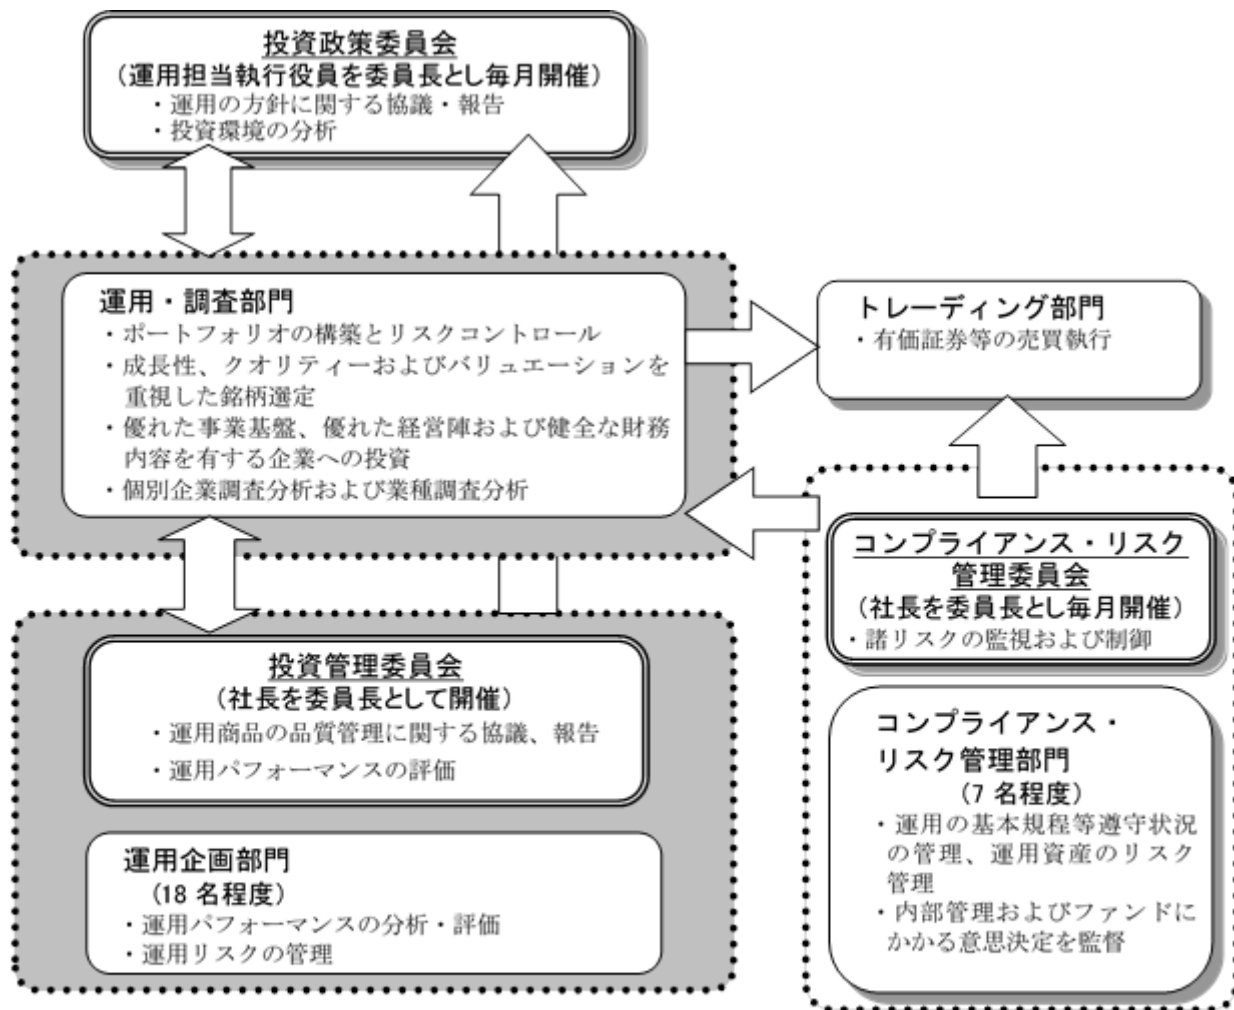 投資政策委員会
（運用担当執行役員を委員長とし毎月開催）
・運用の方針に関する協議・報告
・投資環境の分析
運用・調査部門
・ポートフォリオの構築とリスクコントロール
・成長性、クオリティーおよびバリュエーションを
重視した銘柄選定
・優れた事業基盤、優れた経営陣および健全な財務
内容を有する企業への投資
・個別企業調査分析および業種調査分析
トレーディング部門
・有価証券等の売買執行
コンプライアンス・リスク
管理委員会
（社長を委員長とし毎月開催）
・諸リスクの監視および制御
投資管理委員会
（社長を委員長として開催）
・運用商品の品質管理に関する協議、報告
・運用パフォーマンスの評価
運用企画部門
（18 名程度）
・運用パフォーマンスの分析・評価
・運用リスクの管理
コンプライアンス・
リスク管理部門
（7 名程度）
・運用の基本規程等遵守状況
の管理、運用資産のリスク
管理
・内部管理およびファンドに
かかる意思決定を監督